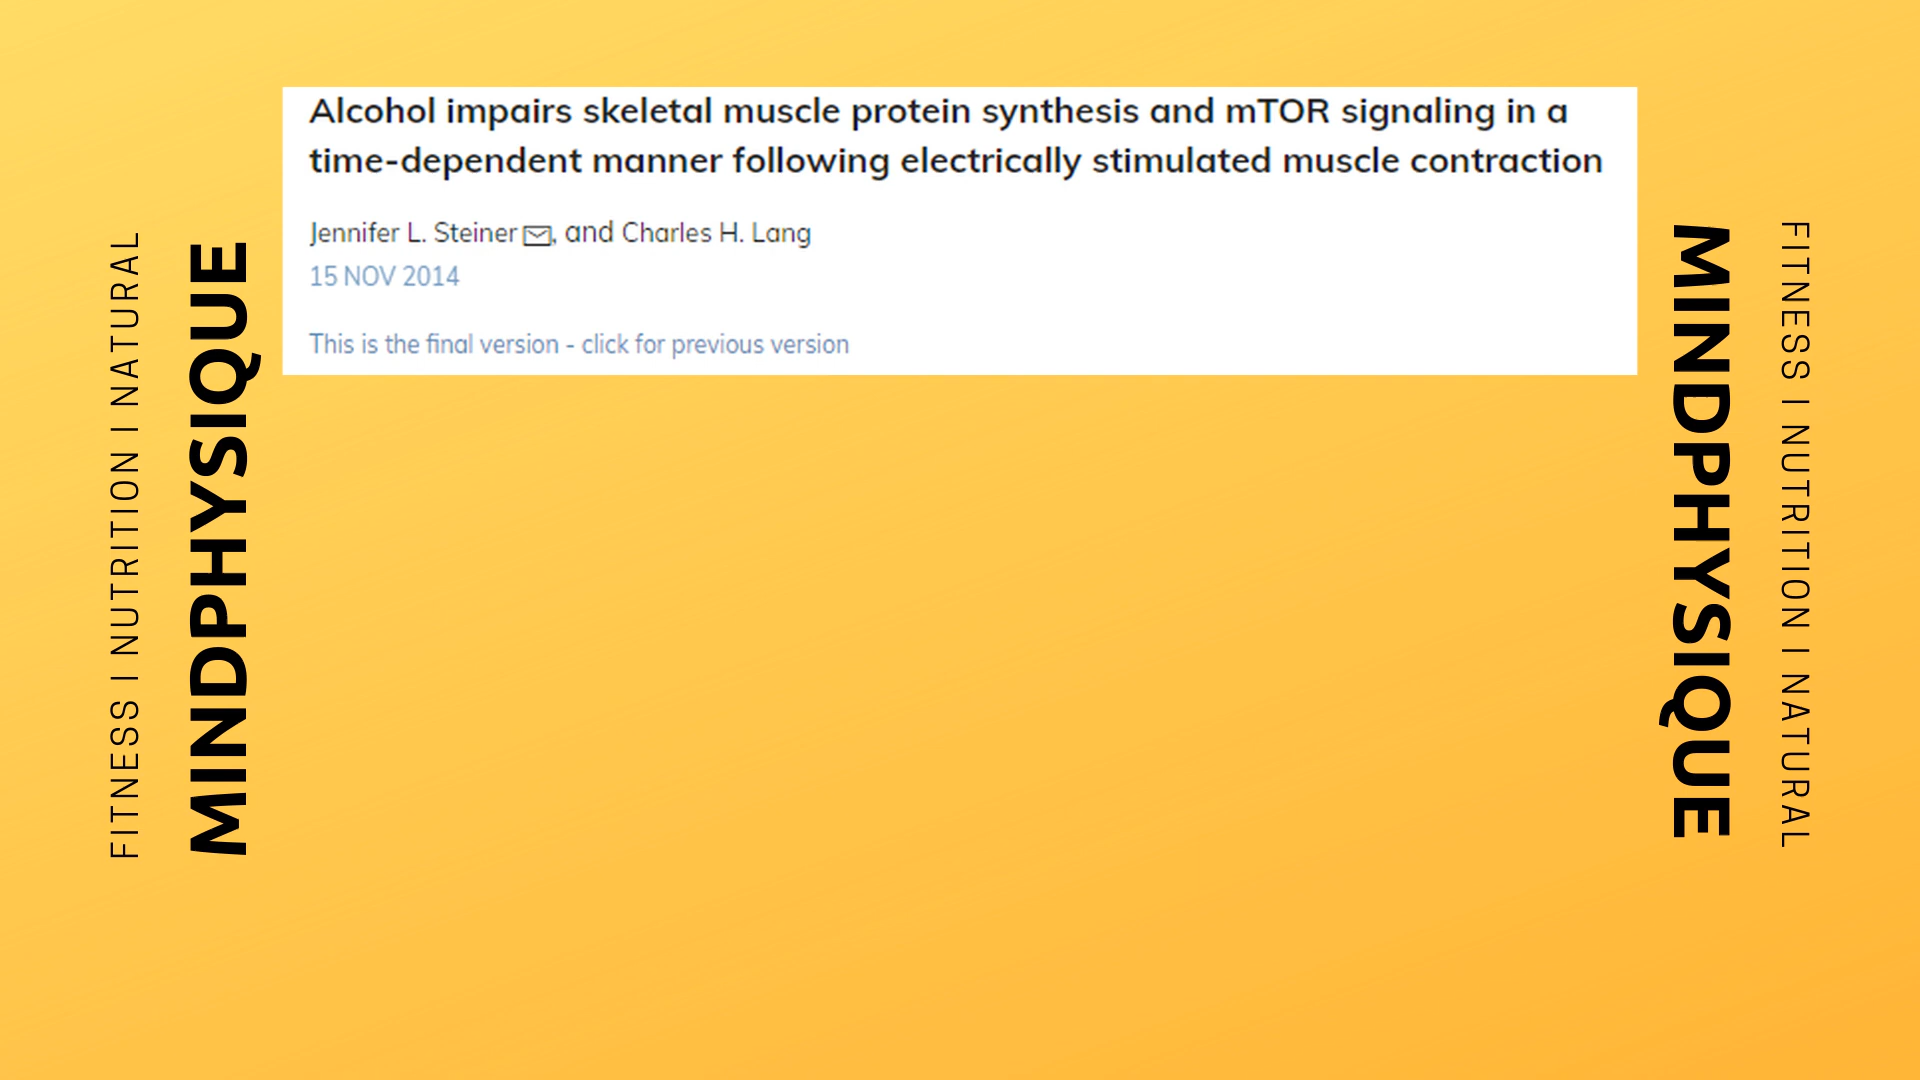 Alcohol impairs skeletal muscle protein synthesis and mTOR signaling in a
time-dependent manner following electrically stimulated muscle contraction
Jennifer L. Steiner, and Charles H. Lang
15 NOV 2014
This is the final version - click for previous version
FITNESS I NUTRITION I NATURAL
MINDPHYSIQUE
MINDPHYSIQUE
FITNESS I NUTRITION I NATURAL